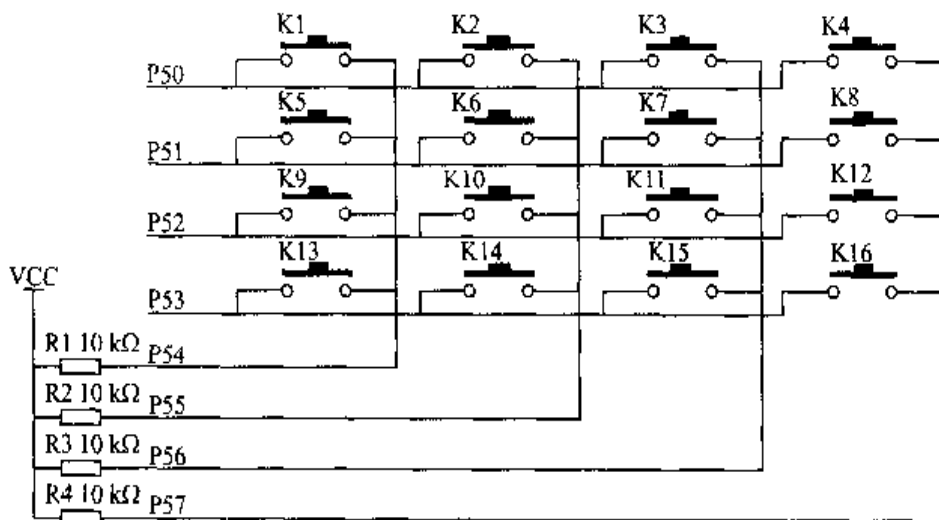 K1 K2 K3 K4
P50
K5 K6 K7 K8
P51
K9 K10 K11 K12
P52
K13 K14 K15 K16
VCC
P53
R1 10 kΩ P54
R2 10 kΩ P55
R3 10 kΩ P56
R4 10 kΩ P57